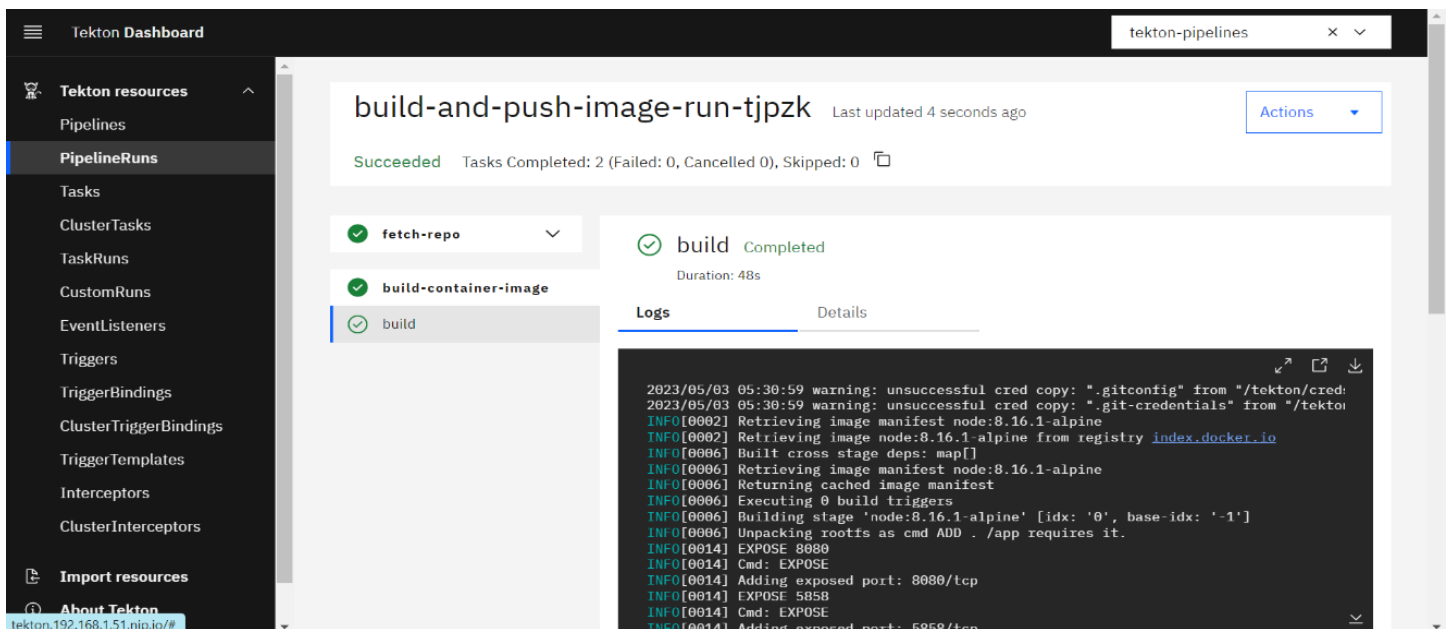 Tekton Dashboard
tekton-pipelines
Tekton resources
Pipelines
PipelineRuns
Tasks
ClusterTasks
TaskRuns
CustomRuns
EventListeners
Triggers
TriggerBindings
ClusterTriggerBindings
TriggerTemplates
Interceptors
ClusterInterceptors
Import resources
About Tekton
tekton.192.168.1.51.nip.io/#
build-and-push-image-run-tjpzk Last updated 4 seconds ago
Actions
Succeeded Tasks Completed: 2 (Failed: 0, Cancelled 0), Skipped: 0
fetch-repo
build-container-image
build
build Completed
Duration: 48s
Logs Details
2023/05/03 05:30:59 warning: unsuccessful cred copy: ".gitconfig" from "/tekton/creds
2023/05/03 05:30:59 warning: unsuccessful cred copy: ".git-credentials" from "/tekton
INFO[0002] Retrieving image manifest node:8.16.1-alpine
INFO[0002] Retrieving image node:8.16.1-alpine from registry index.docker.io
INFO[0006] Built cross stage deps: map[]
INFO[0006] Retrieving image manifest node:8.16.1-alpine
INFO[0006] Returning cached image manifest
INFO[0006] Executing 0 build triggers
INFO[0006] Building stage 'node:8.16.1-alpine' [idx: '0', base-idx: '-1']
INFO[0006] Unpacking rootfs as cmd ADD . /app requires it.
INFO[0014] EXPOSE 8080
INFO[0014] Cmd: EXPOSE
INFO[0014] Adding exposed port: 8080/tcp
INFO[0014] EXPOSE 5858
INFO[0014] Cmd: EXPOSE
INFO[0014] Adding exposed port: 5858/tcp